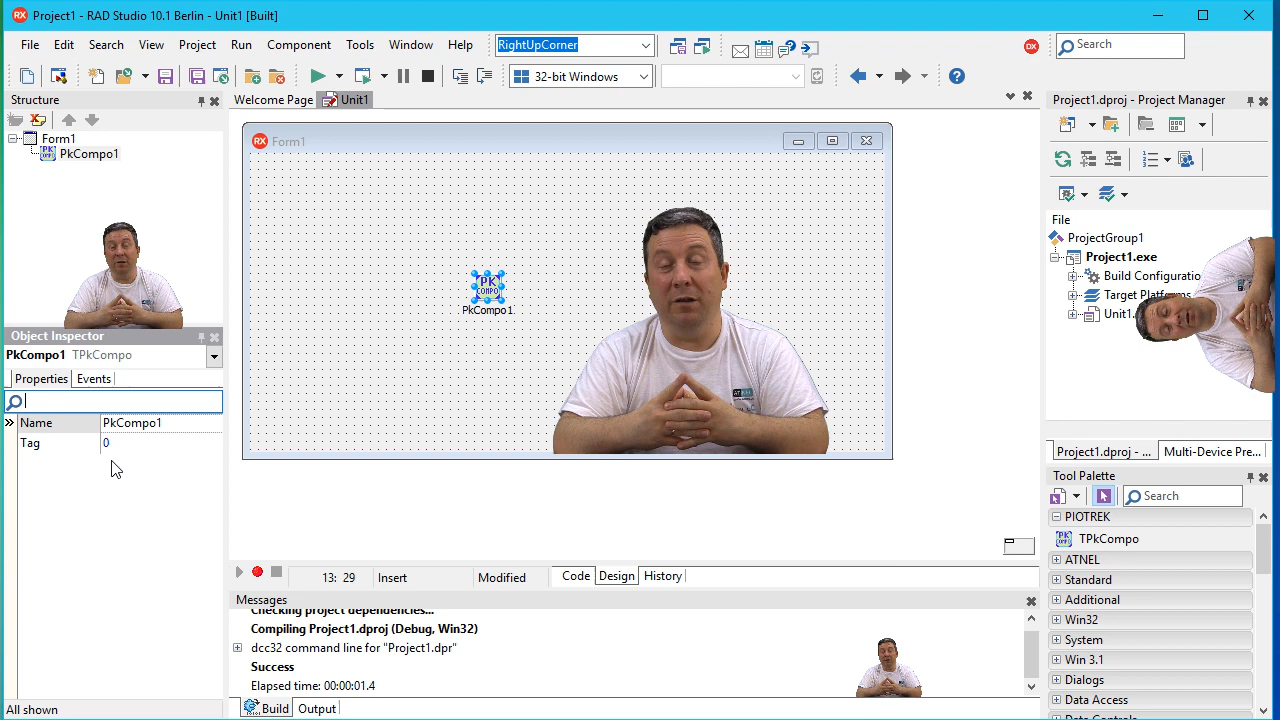 Project1 - RAD Studio 10.1 Berlin - Unit1 [Built]
File Edit Search View Project Run Component Tools Window Help RightUpCorner DX Search
32-bit Windows
Structure
Welcome Page Unit1
Project1.dproj - Project Manager
Form1
PkCompo1
Form1
PK
COMPO
PkCompo1
File
ProjectGroup1
Project1.exe
Build Configuratio
Target Platforms
Unit1.
Object Inspector
PkCompo1 TPkCompo
Properties Events
Name PkCompo1
Tag 0
Project1.dproj - ... Multi-Device Pre...
Tool Palette
Search
PIOTREK
TPkCompo
ATNEL
Standard
Additional
Win32
System
Win 3.1
Dialogs
Data Access
Data Controls
13: 29 Insert Modified Code Design History
Messages
Checking project dependencies...
Compiling Project1.dproj (Debug, Win32)
dcc32 command line for "Project1.dpr"
Success
Elapsed time: 00:00:01.4
Build Output
All shown